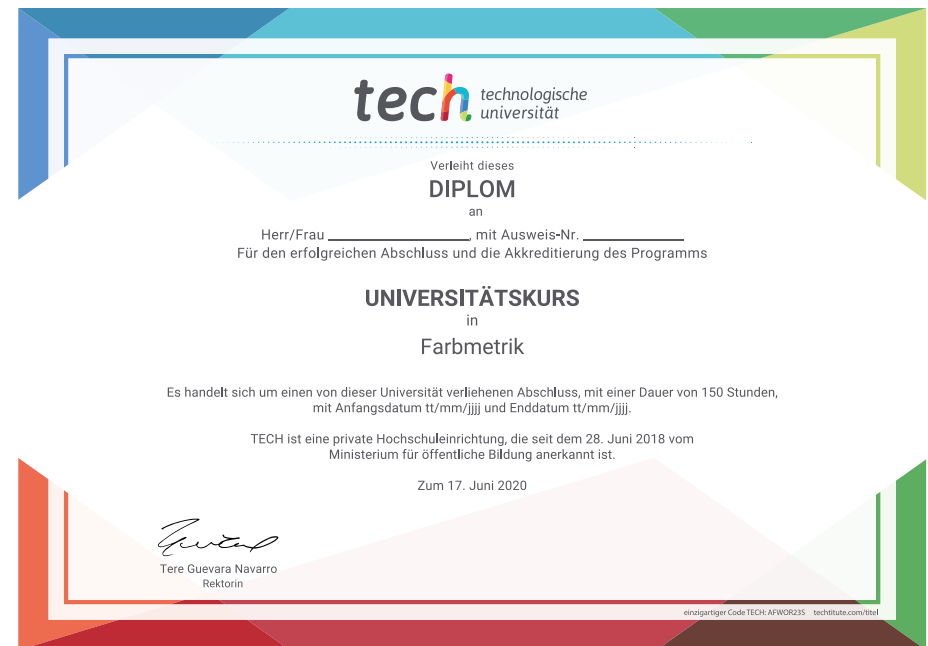 tech technologische
universität
Verleiht dieses
DIPLOM
an
Herr/Frau ____________________, mit Ausweis-Nr. ______________
Für den erfolgreichen Abschluss und die Akkreditierung des Programms
UNIVERSITÄTSKURS
in
Farbmetrik
Es handelt sich um einen von dieser Universität verliehenen Abschluss, mit einer Dauer von 150 Stunden,
mit Anfangsdatum tt/mm/jjjj und Enddatum tt/mm/jjjj.
TECH ist eine private Hochschuleinrichtung, die seit dem 28. Juni 2018 vom
Ministerium für öffentliche Bildung anerkannt ist.
Zum 17. Juni 2020
Tere Guevara Navarro
Rektorin
einzigartiger Code TECH: AFWOR23S techtitute.com/titel